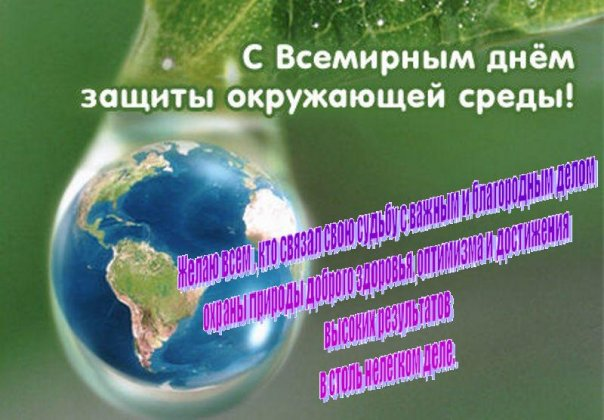 С Всемирным днём
защиты окружающей среды!
Желаю всем , кто связал свою судьбу с важным и благородным делом
охраны природы доброго здоровья, оптимизма и достижения
высоких результатов
в столь нелегком деле.